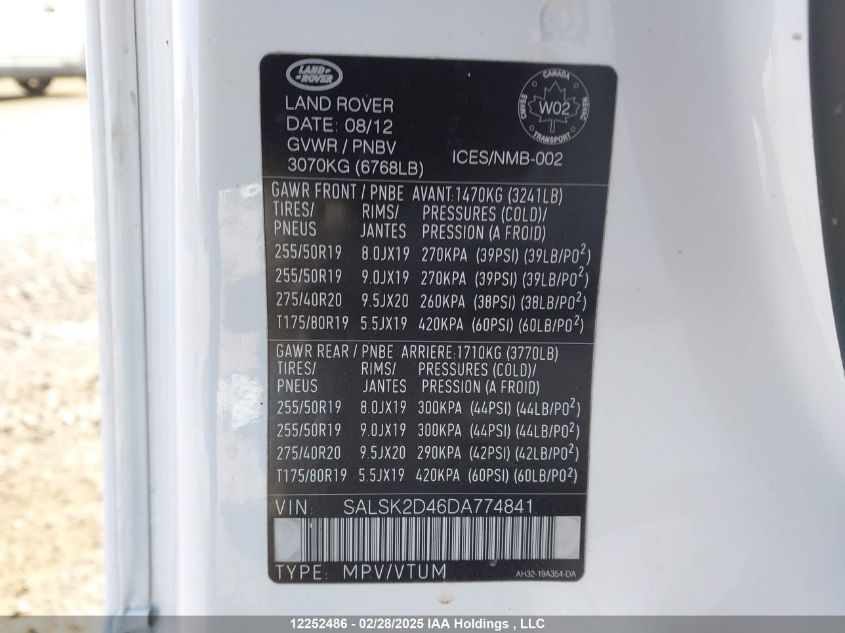 LAND ROVER
LAND ROVER
DATE: 08/12
GVWR / PNBV
3070KG (6768LB)
ICES/NMB-002
CANADA
W02
TRANSPORT
GAWR FRONT / PNBE AVANT:1470KG (3241LB)
TIRES/ RIMS/ PRESSURES (COLD)/
PNEUS JANTES PRESSION (A FROID)
255/50R19 8.0JX19 270KPA (39PSI) (39LB/PO²)
255/50R19 9.0JX19 270KPA (39PSI) (39LB/PO²)
275/40R20 9.5JX20 260KPA (38PSI) (38LB/PO²)
T175/80R19 5.5JX19 420KPA (60PSI) (60LB/PO²)
GAWR REAR / PNBE ARRIERE:1710KG (3770LB)
TIRES/ RIMS/ PRESSURES (COLD)/
PNEUS JANTES PRESSION (A FROID)
255/50R19 8.0JX19 300KPA (44PSI) (44LB/PO²)
255/50R19 9.0JX19 300KPA (44PSI) (44LB/PO²)
275/40R20 9.5JX20 290KPA (42PSI) (42LB/PO²)
T175/80R19 5.5JX19 420KPA (60PSI) (60LB/PO²)
VIN: SALSK2D46DA774841
TYPE: MPV/VTUM
AH32-19A354-DA
12252486 - 02/28/2025 IAA Holdings , LLC